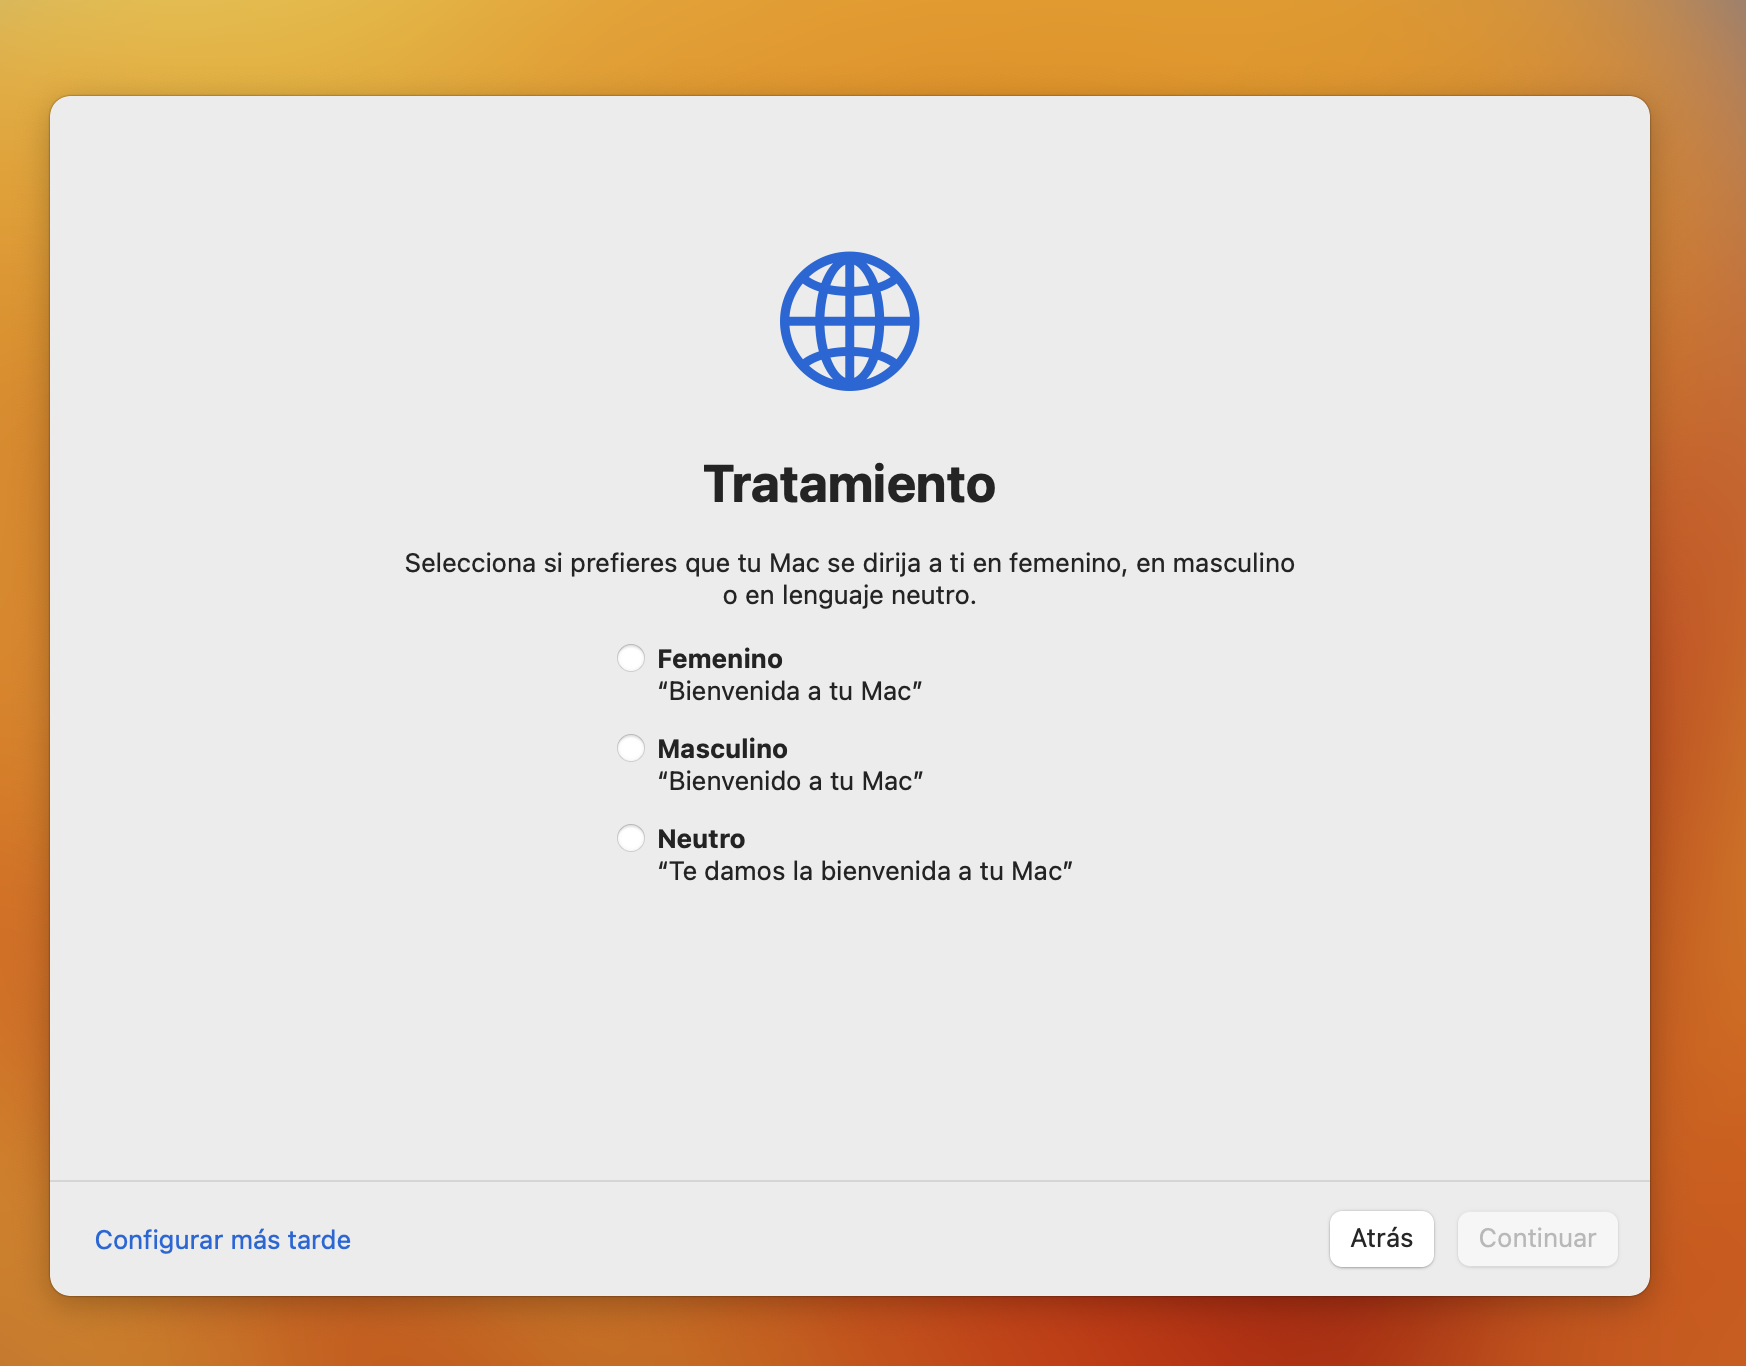 Tratamiento
Selecciona si prefieres que tu Mac se dirija a ti en femenino, en masculino
o en lenguaje neutro.
Femenino
“Bienvenida a tu Mac”
Masculino
“Bienvenido a tu Mac”
Neutro
“Te damos la bienvenida a tu Mac”
Configurar más tarde
Atrás
Continuar